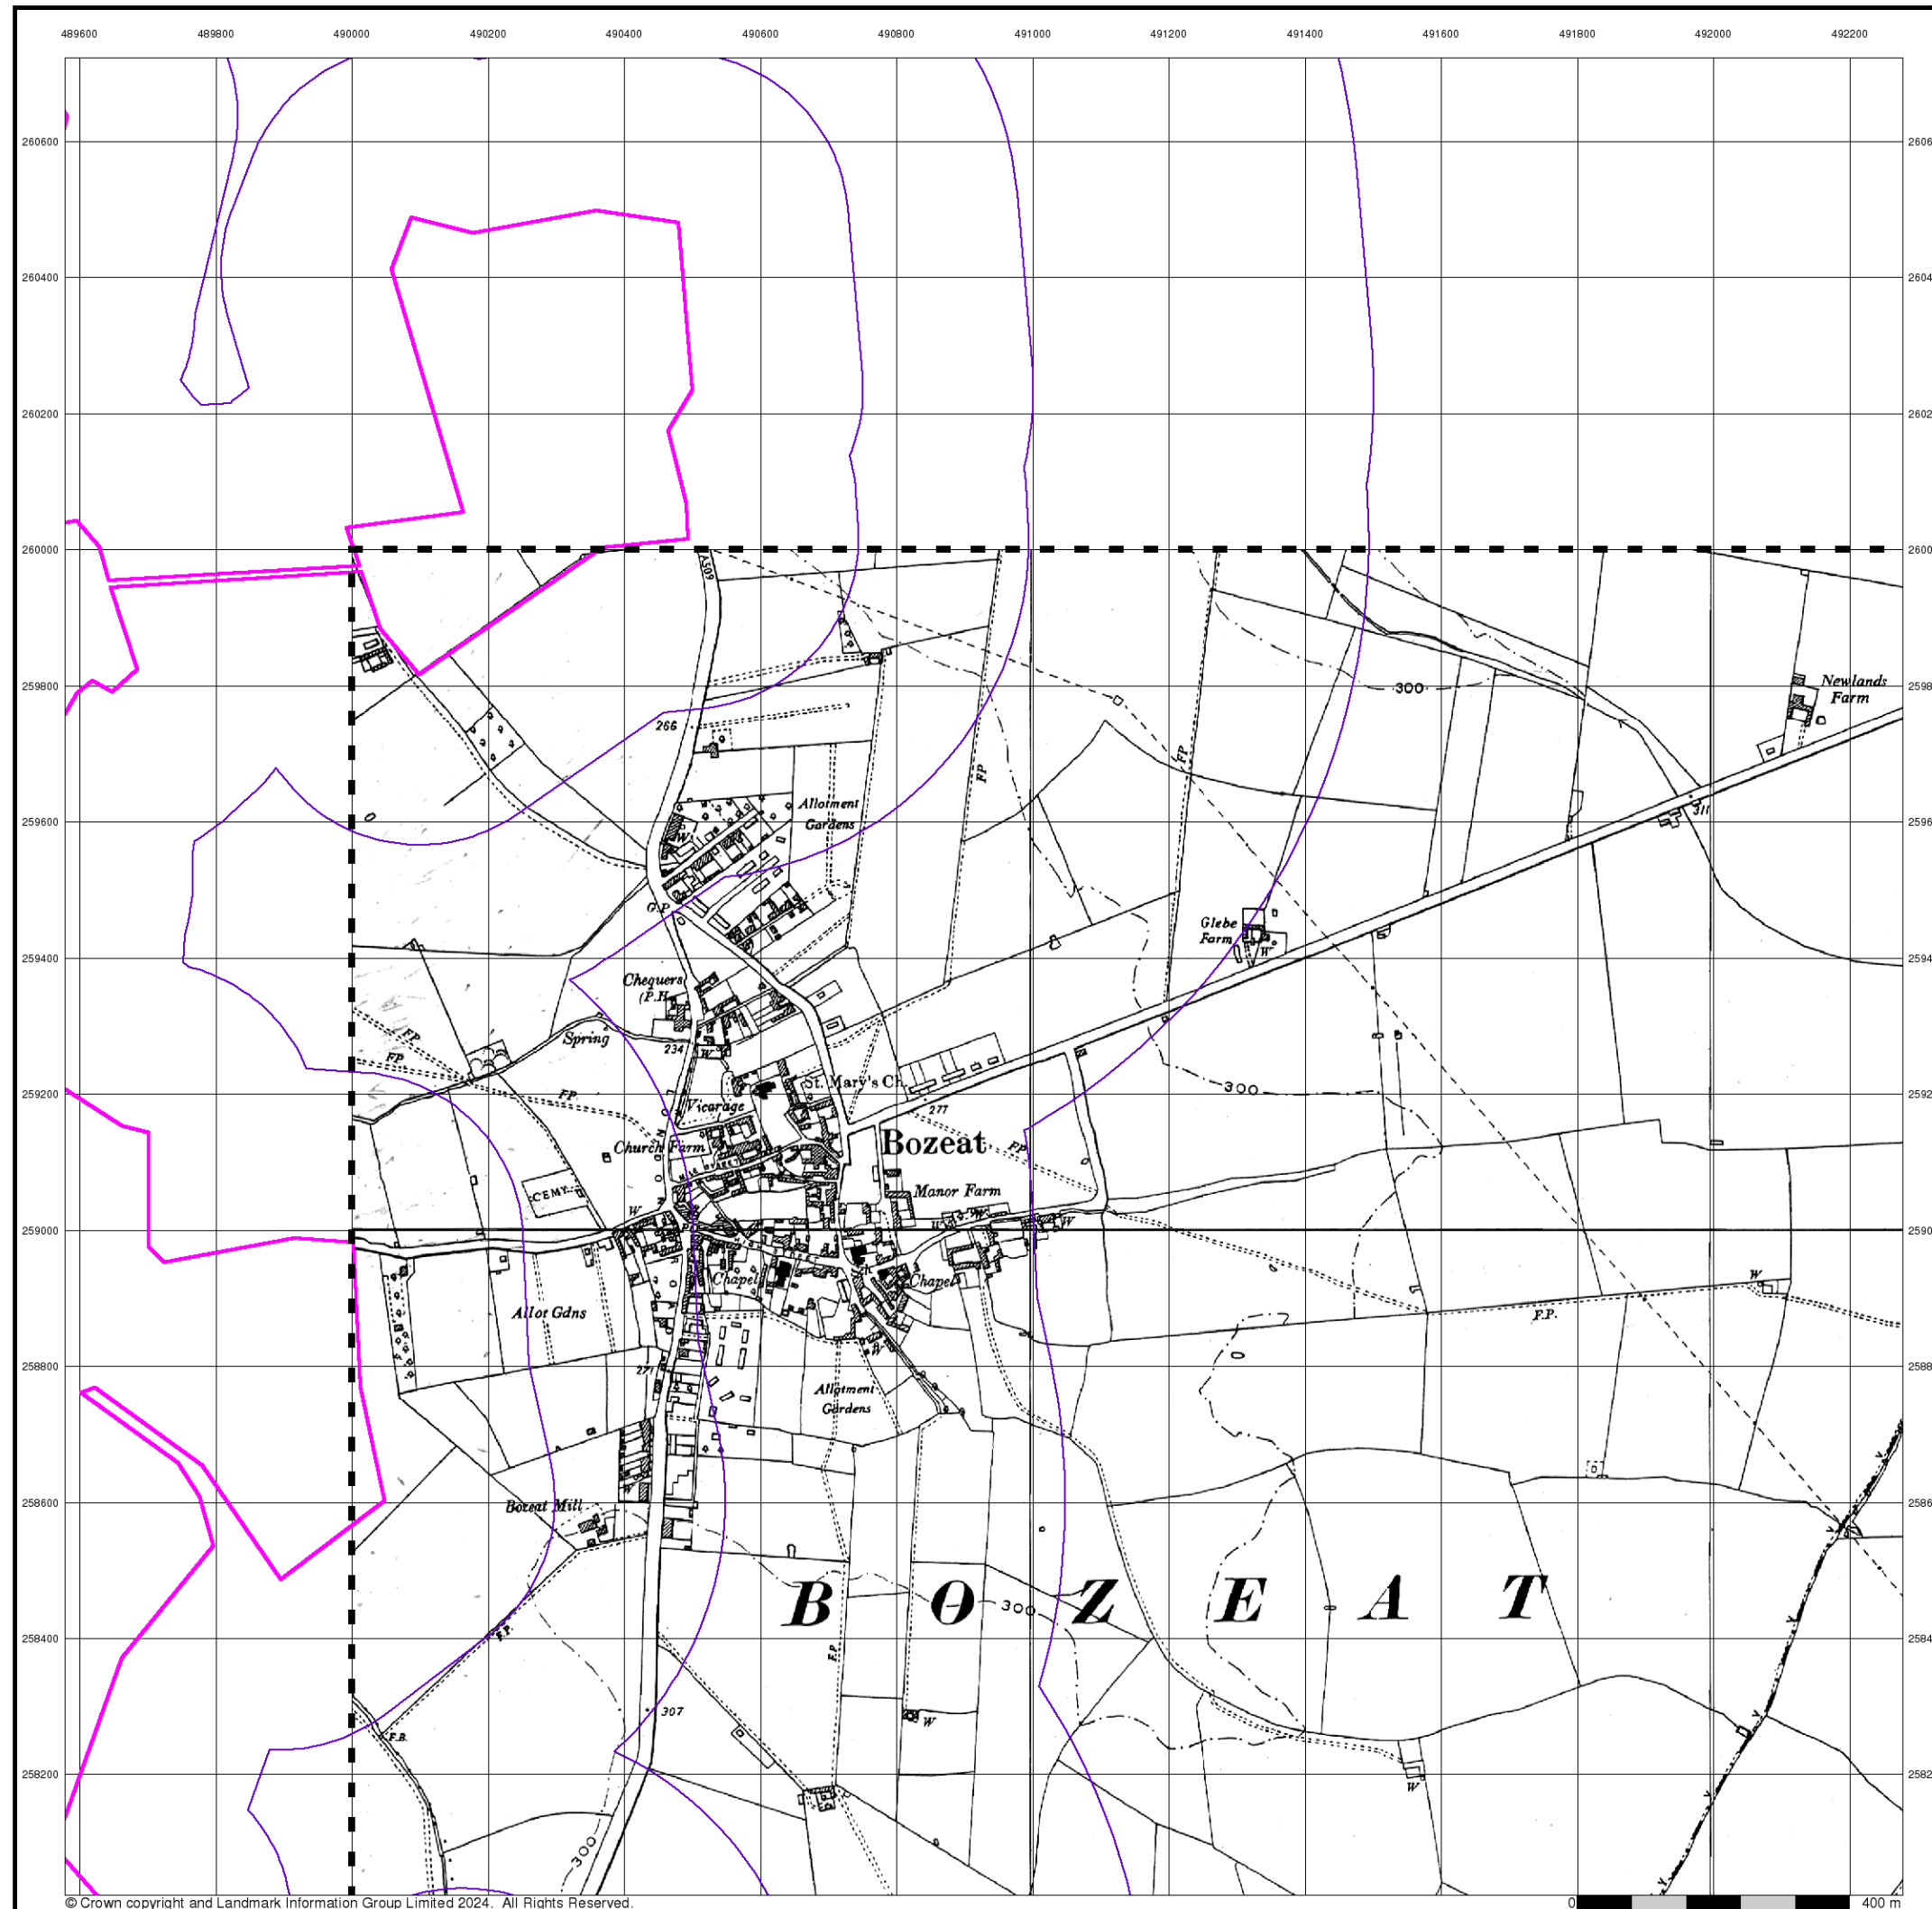 489600 489800 490000 490200 490400 490600 490800 491000 491200 491400 491600 491800 492000 492200
260600
260400
260200
260000
A509
259800
300
Newlands
Farm
266
FP
FP
Allotment
Gardens
259600
W
311
G.P.
Glebe
Farm
W
259400
Chequers
(P.H.
FP
Spring
234
W
FP
FP
St. Mary's Ch.
300
259200
Vicarage
277
Bozeat
Church Farm
FP
CEMY.
Manor Farm
W
W
259000
Chapel
Chapel
W
Allot Gdns
F.P.
W
258800
271
Allotment
Gardens
W
258600
Bozeat Mill
BOZEAT
300
258400
F.P.
F.P.
307
W
F.B.
258200
W
300
© Crown copyright and Landmark Information Group Limited 2024. All Rights Reserved.
0 400 m